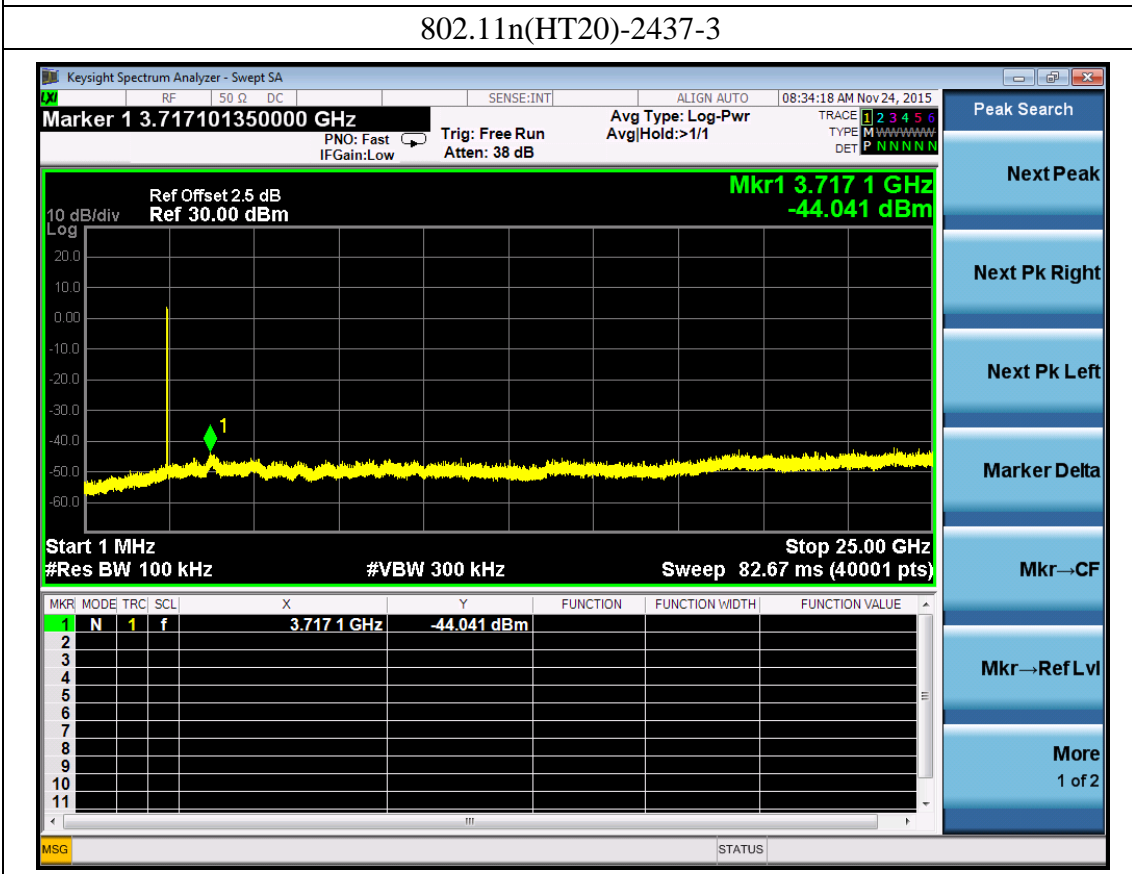 802.11n(HT20)-2437-3
Keysight Spectrum Analyzer - Swept SA
LXI RF 50 Ω DC SENSE:INT ALIGN AUTO 08:34:18 AM Nov 24, 2015
Marker 1 3.717101350000 GHz
PNO: Fast
IFGain:Low
Trig: Free Run
Atten: 38 dB
Avg Type: Log-Pwr
Avg|Hold:>1/1
TRACE 1 2 3 4 5 6
TYPE M WWWWW
DET P N N N N N
Peak Search
Next Peak
Next Pk Right
Next Pk Left
Marker Delta
Mkr→CF
Mkr→Ref Lvl
More
1 of 2
Mkr1 3.717 1 GHz
-44.041 dBm
Ref Offset 2.5 dB
10 dB/div Ref 30.00 dBm
Log
20.0
10.0
0.00
-10.0
-20.0
-30.0
-40.0
-50.0
-60.0
1
Start 1 MHz Stop 25.00 GHz
#Res BW 100 kHz #VBW 300 kHz Sweep 82.67 ms (40001 pts)
MKR MODE TRC SCL X Y FUNCTION FUNCTION WIDTH FUNCTION VALUE
1 N 1 f 3.717 1 GHz -44.041 dBm
2
3
4
5
6
7
8
9
10
11
MSG STATUS